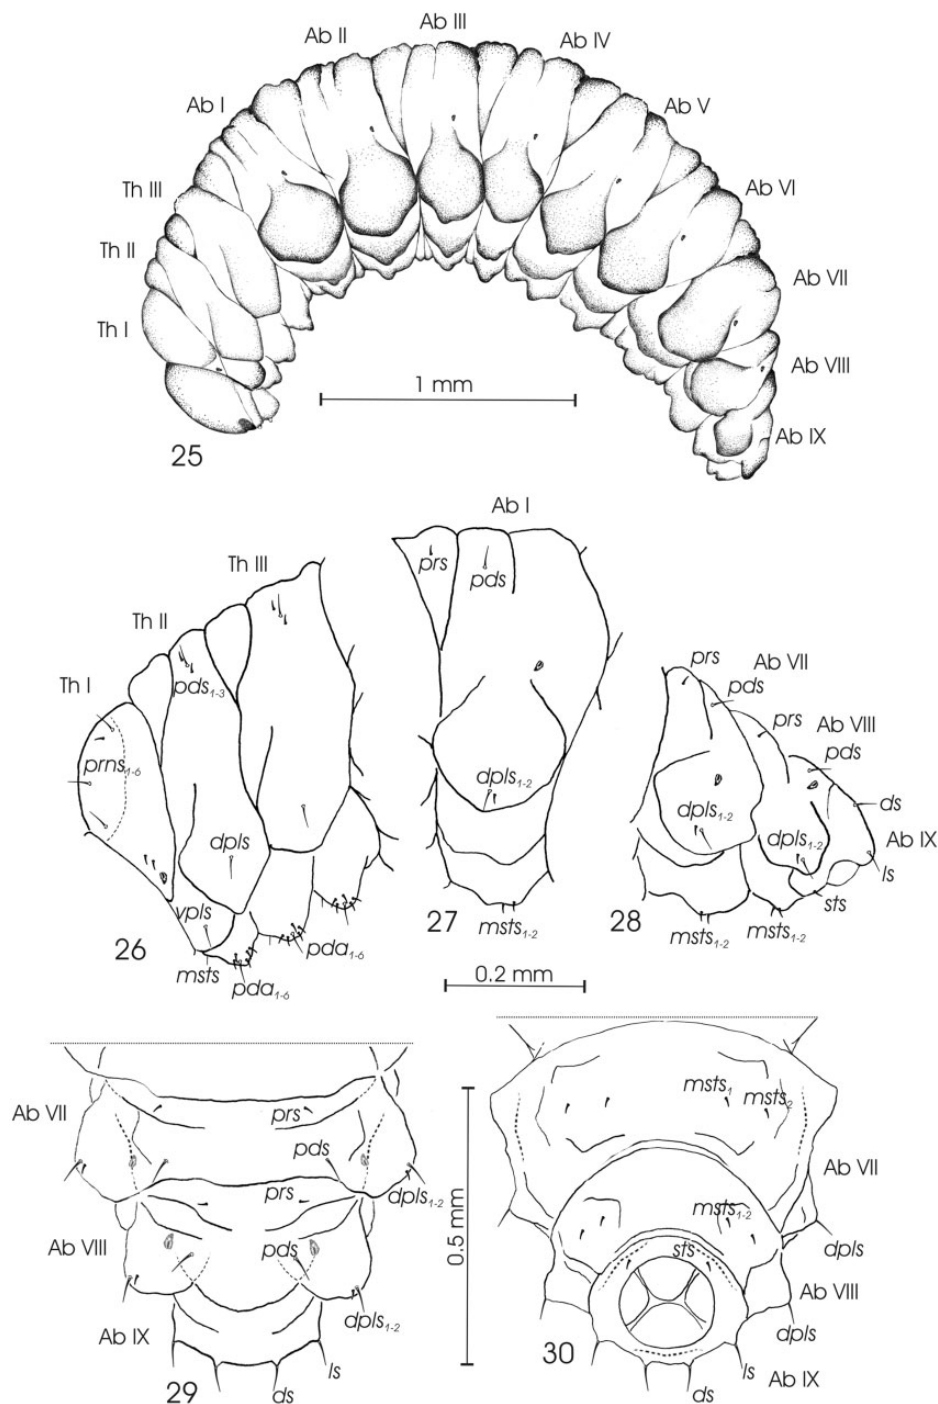 Ab III
Ab II
Ab IV
Ab I
Ab V
Th III
Ab VI
Th II
Ab VII
Th I
Ab VIII
1 mm
Ab IX
25
Ab I
Th III
prs
pds
Th II
prs
Ab VII
pds
Th I
pds1-3
prs
Ab VIII
pds
prns1-6
dpls1-2
dpls1-2
ds
dpls
dpls1-2
Ab IX
ls
vpls
sts
26
27
msts1-2
28
msts1-2
msts1-2
msts
pda1-6
pda1-6
0.2 mm
Ab VII
prs
msts1
msts2
pds
prs
dpls1-2
Ab VII
msts1-2
Ab VIII
pds
0.5 mm
sts
dpls
dpls1-2
Ab VIII
dpls
Ab IX
ls
30
ls
Ab IX
29
ds
ds